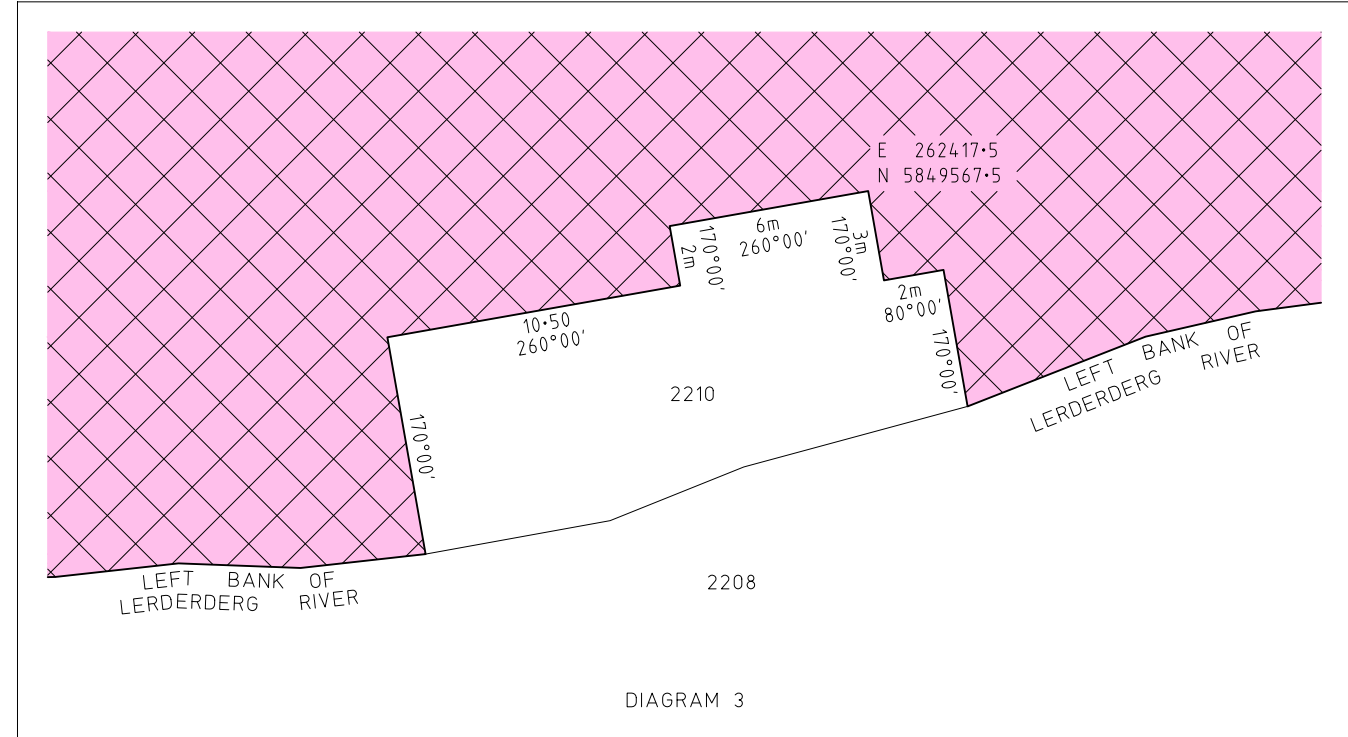 E 262417·5
N 5849567·5
6m
260°00'
170°00'
2m
3m
170°00'
2m
80°00'
10·50
260°00'
170°00'
LEFT BANK OF
LERDERDERG RIVER
2210
170°00'
LEFT BANK OF
LERDERDERG RIVER
2208
DIAGRAM 3